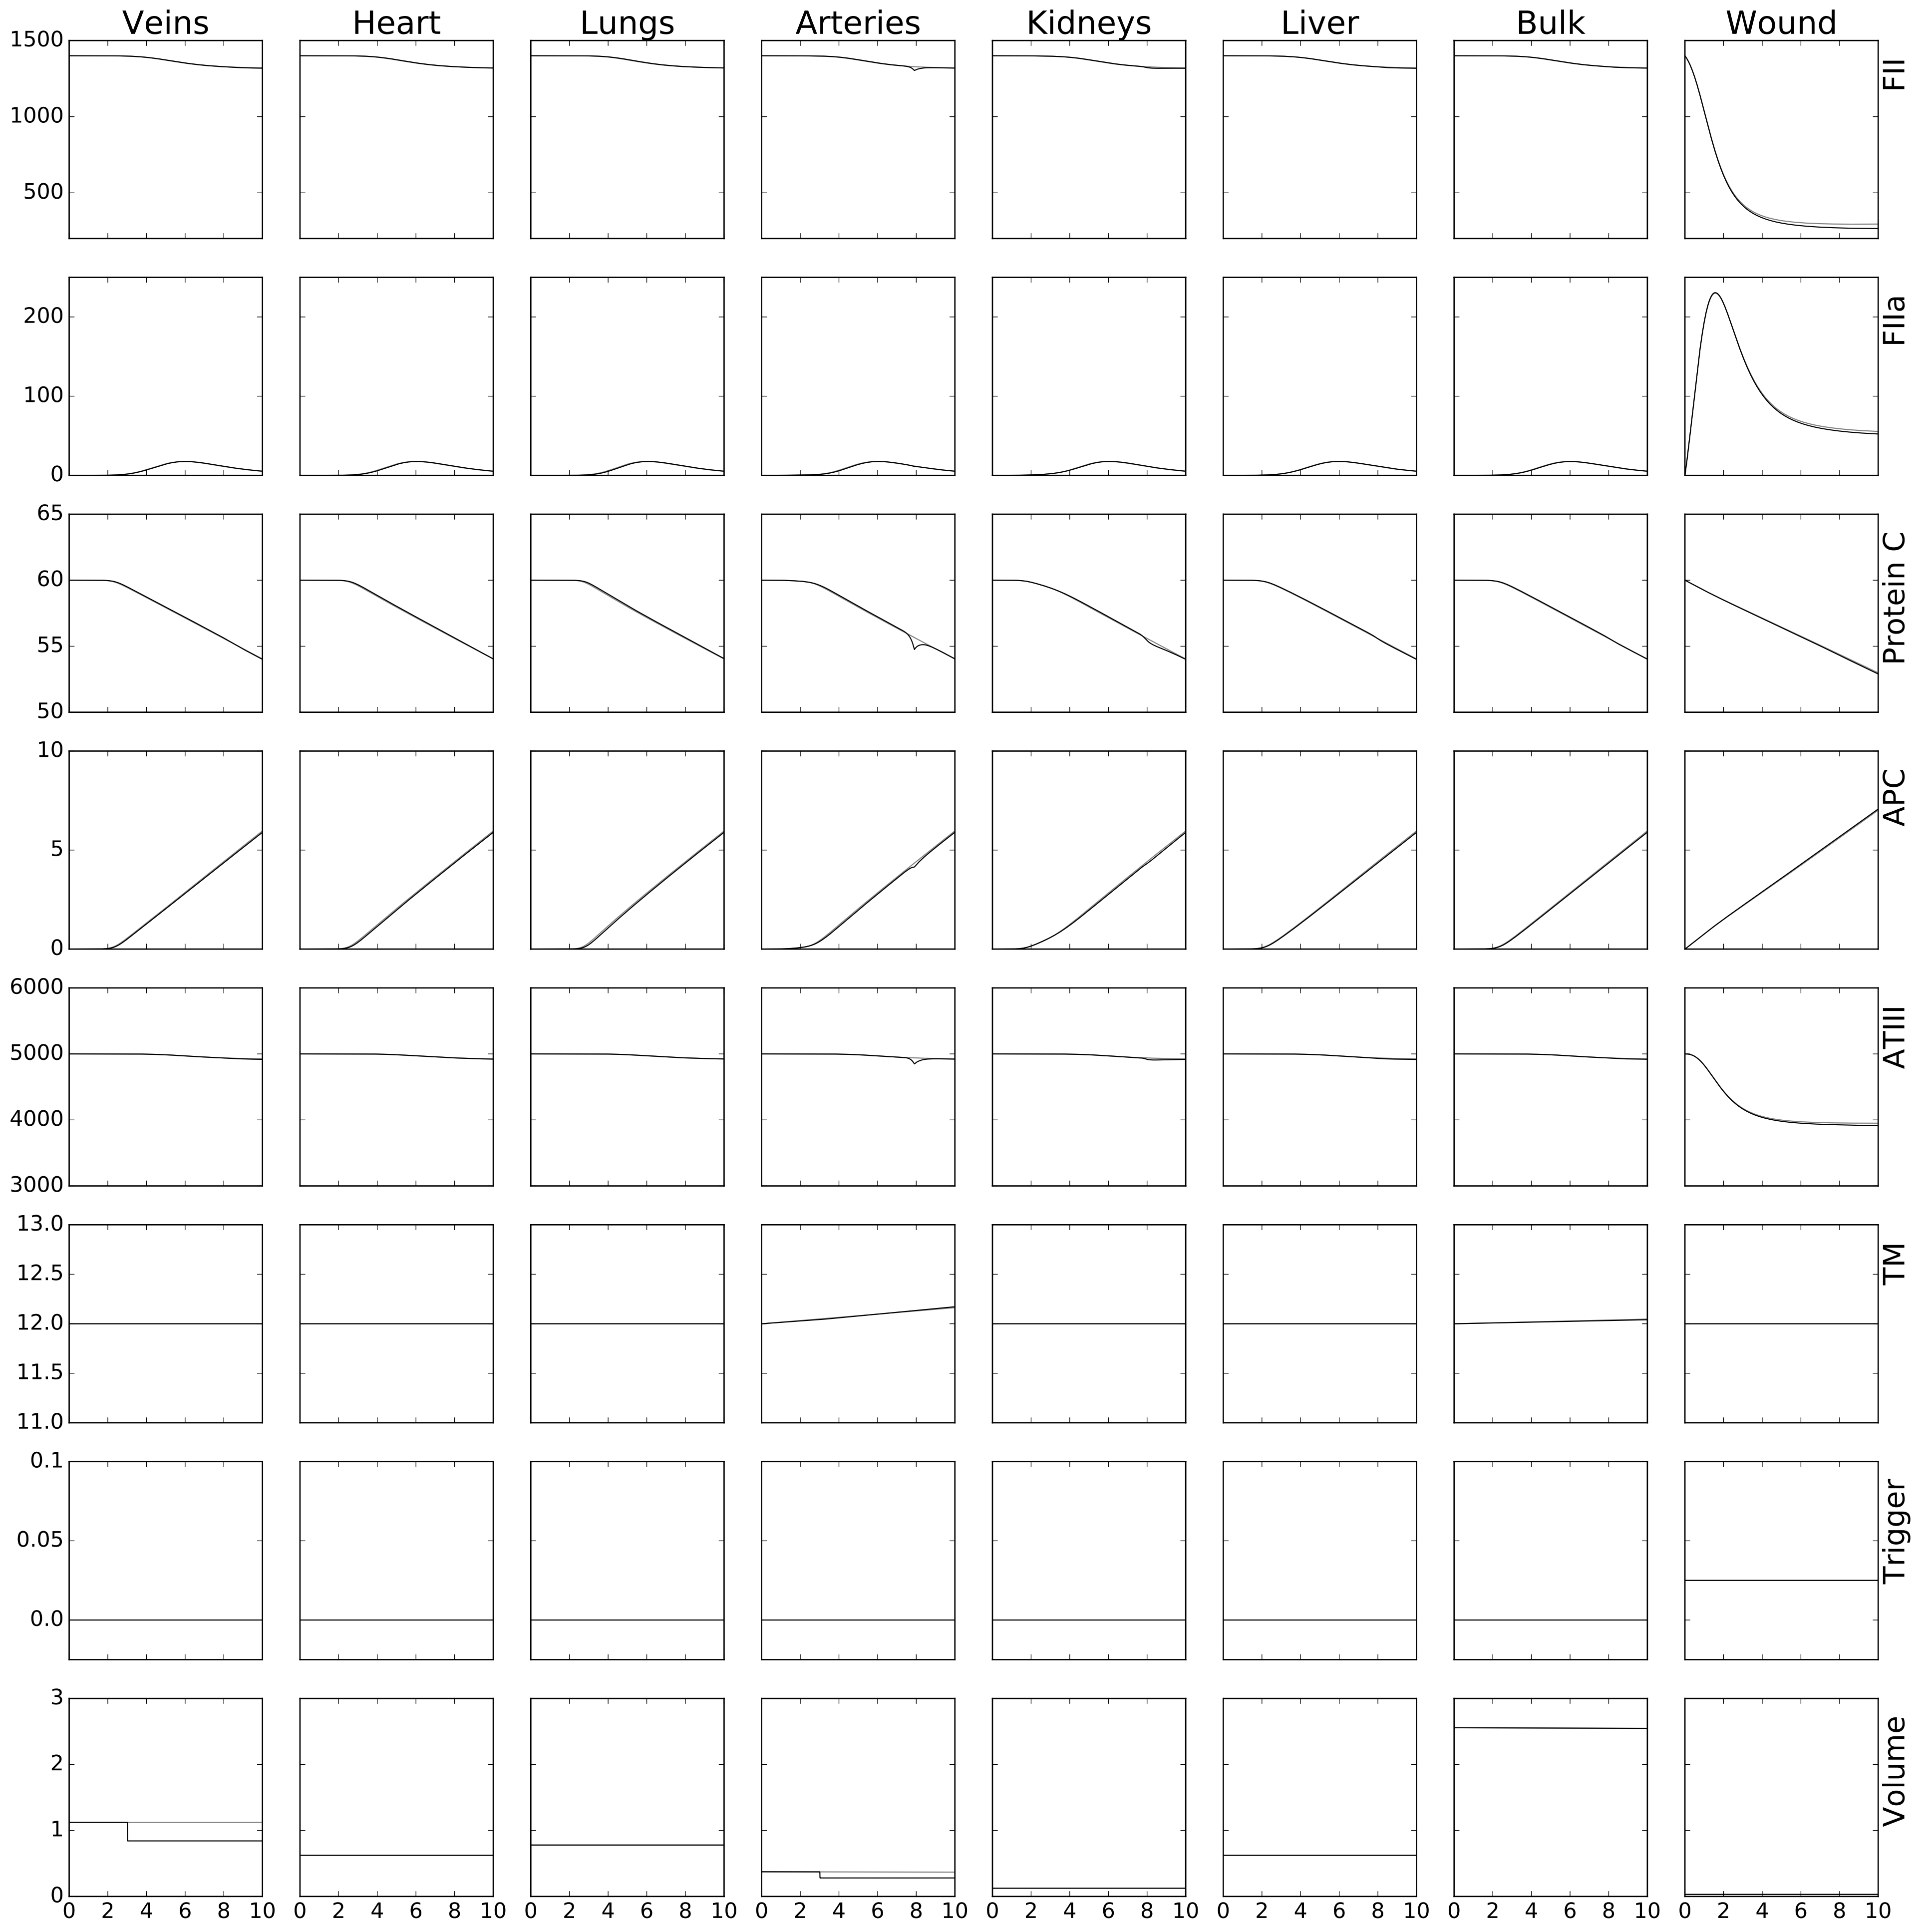 Veins Heart Lungs Arteries Kidneys Liver Bulk Wound
1500
1000
500
FII
200
100
0
FIIa
65
60
55
50
Protein C
10
5
0
APC
6000
5000
4000
3000
ATIII
13.0
12.5
12.0
11.5
11.0
TM
0.1
0.05
0.0
Trigger
3
2
1
0
Volume
0 2 4 6 8 10 0 2 4 6 8 10 0 2 4 6 8 10 0 2 4 6 8 10 0 2 4 6 8 10 0 2 4 6 8 10 0 2 4 6 8 10 0 2 4 6 8 10